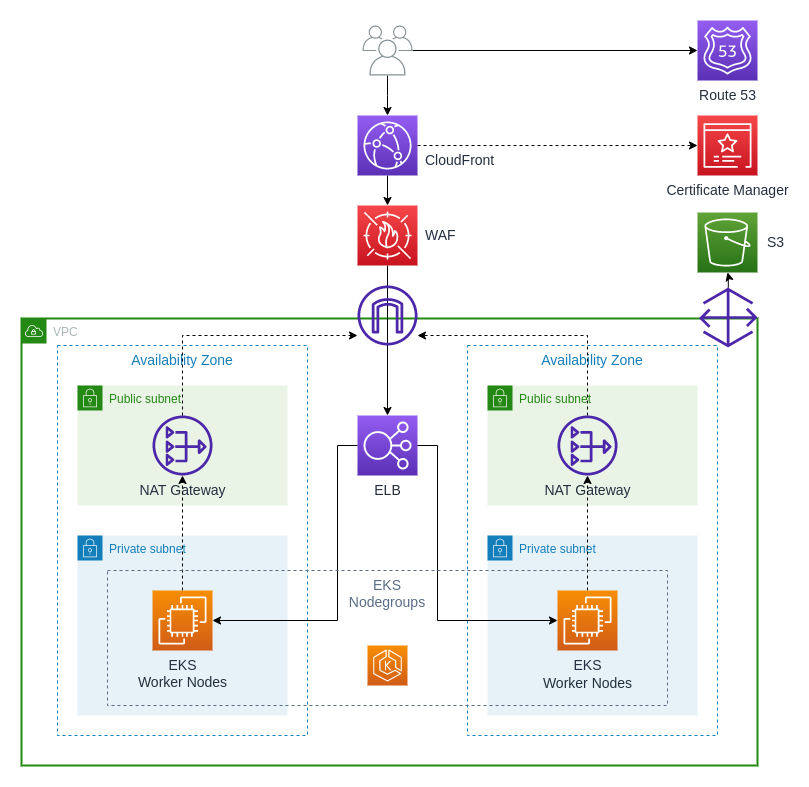 53
Route 53
CloudFront
Certificate Manager
WAF
S3
VPC
Availability Zone
Availability Zone
Public subnet
Public subnet
NAT Gateway
ELB
NAT Gateway
Private subnet
Private subnet
EKS
Nodegroups
K
EKS
Worker Nodes
EKS
Worker Nodes